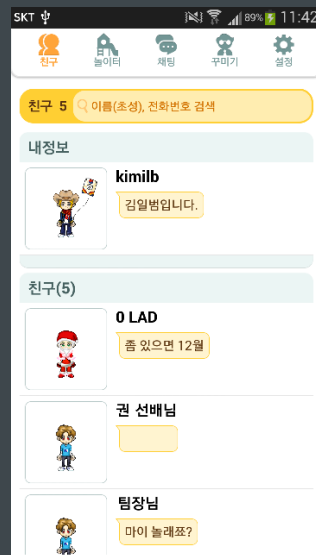 SKT 89% 11:42
친구 놀이터 채팅 꾸미기 설정
친구 5 이름(초성), 전화번호 검색
내정보
kimilb
김일범입니다.
친구(5)
0 LAD
좀 있으면 12월
권 선배님
팀장님
마이 놀래쬬?